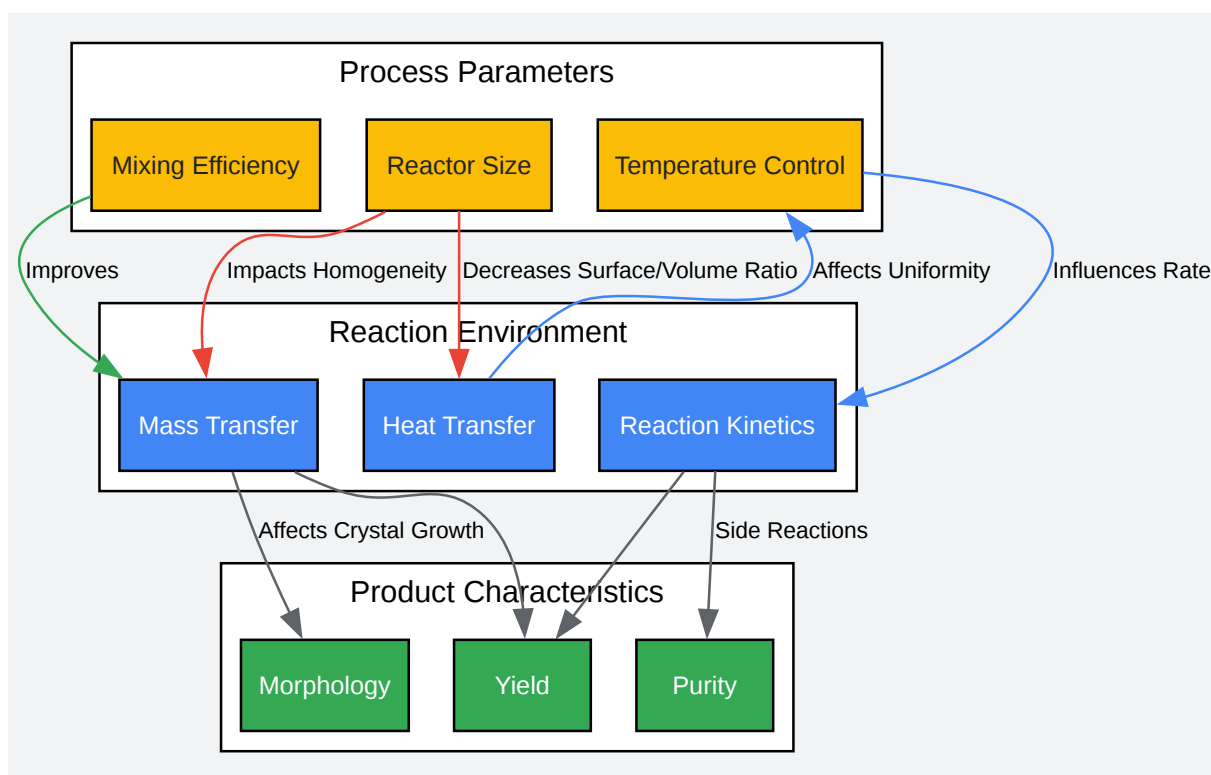 Process Parameters
Mixing Efficiency
Reactor Size
Temperature Control
Improves
Impacts Homogeneity
Decreases Surface/Volume Ratio
Affects Uniformity
Influences Rate
Reaction Environment
Mass Transfer
Heat Transfer
Reaction Kinetics
Affects Crystal Growth
Side Reactions
Product Characteristics
Morphology
Yield
Purity